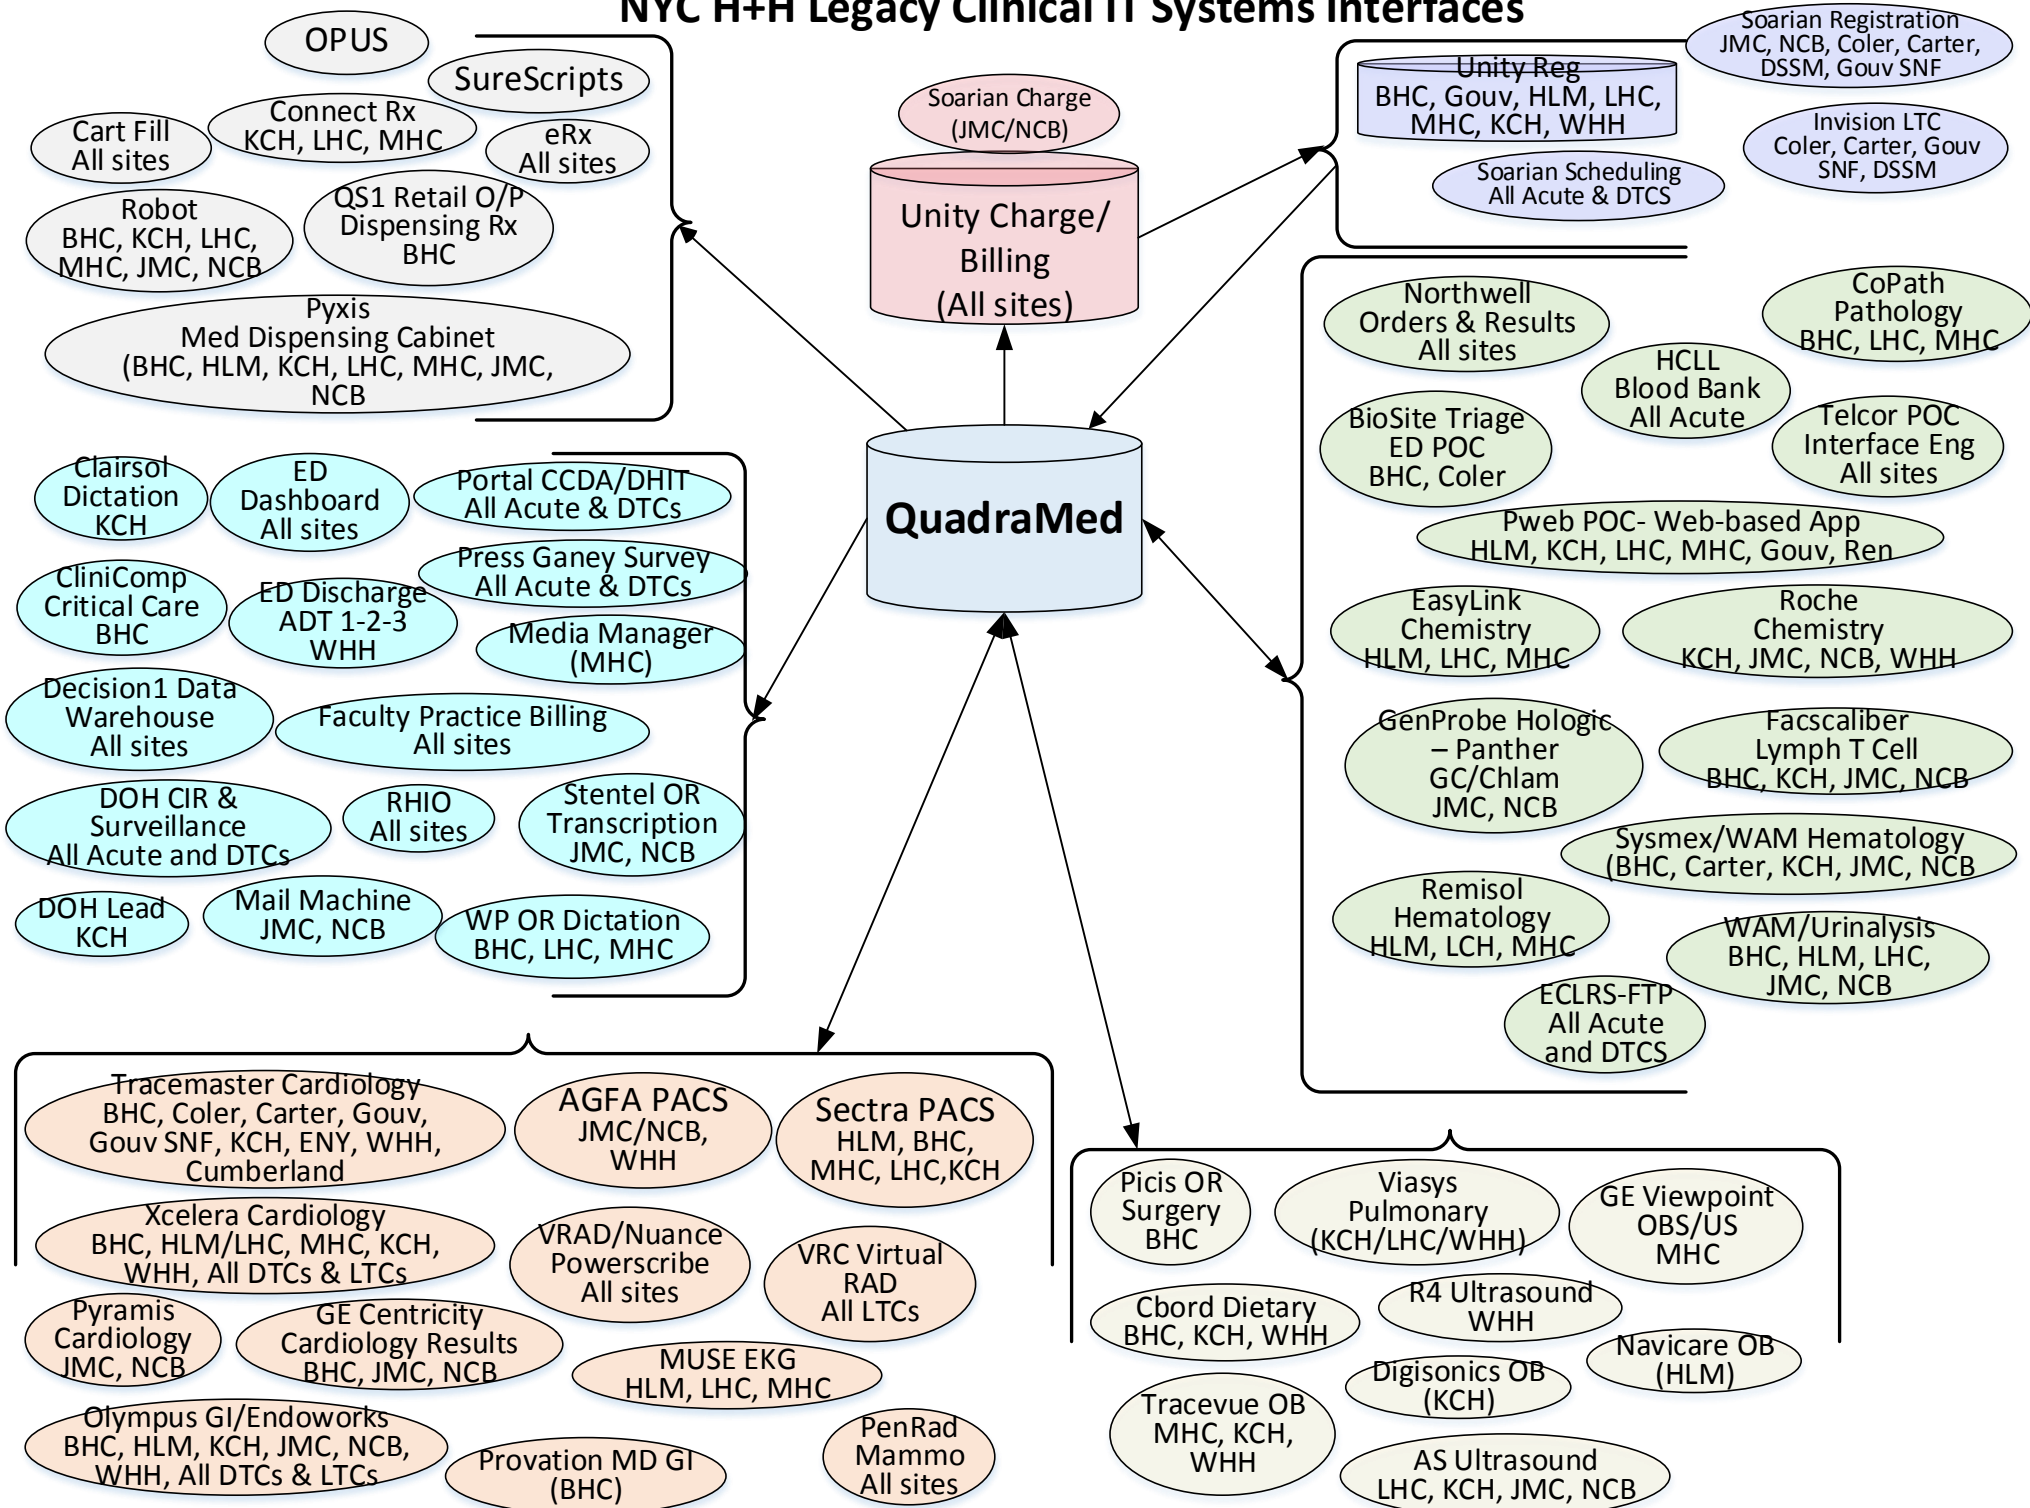 NYC H+H Legacy Clinical IT Systems Interfaces
OPUS
SureScripts
Connect Rx
KCH, LHC, MHC
Cart Fill
All sites
eRx
All sites
Robot
BHC, KCH, LHC,
MHC, JMC, NCB
QS1 Retail O/P
Dispensing Rx
BHC
Pyxis
Med Dispensing Cabinet
(BHC, HLM, KCH, LHC, MHC, JMC,
NCB
Soarian Charge
(JMC/NCB)
Unity Charge/
Billing
(All sites)
Unity Reg
BHC, Gouv, HLM, LHC,
MHC, KCH, WHH
Soarian Registration
JMC, NCB, Coler, Carter,
DSSM, Gouv SNF
Invision LTC
Coler, Carter, Gouv
SNF, DSSM
Soarian Scheduling
All Acute & DTCS
QuadraMed
Clairsol
Dictation
KCH
ED
Dashboard
All sites
Portal CCDA/DHIT
All Acute & DTCs
Press Ganey Survey
All Acute & DTCs
CliniComp
Critical Care
BHC
ED Discharge
ADT 1-2-3
WHH
Media Manager
(MHC)
Decision1 Data
Warehouse
All sites
Faculty Practice Billing
All sites
DOH CIR &
Surveillance
All Acute and DTCs
RHIO
All sites
Stentel OR
Transcription
JMC, NCB
DOH Lead
KCH
Mail Machine
JMC, NCB
WP OR Dictation
BHC, LHC, MHC
Northwell
Orders & Results
All sites
CoPath
Pathology
BHC, LHC, MHC
HCLL
Blood Bank
All Acute
BioSite Triage
ED POC
BHC, Coler
Telcor POC
Interface Eng
All sites
Pweb POC- Web-based App
HLM, KCH, LHC, MHC, Gouv, Ren
EasyLink
Chemistry
HLM, LHC, MHC
Roche
Chemistry
KCH, JMC, NCB, WHH
GenProbe Hologic
– Panther
GC/Chlam
JMC, NCB
Facscaliber
Lymph T Cell
BHC, KCH, JMC, NCB
Sysmex/WAM Hematology
(BHC, Carter, KCH, JMC, NCB
Remisol
Hematology
HLM, LCH, MHC
WAM/Urinalysis
BHC, HLM, LHC,
JMC, NCB
ECLRS-FTP
All Acute
and DTCS
Tracemaster Cardiology
BHC, Coler, Carter, Gouv,
Gouv SNF, KCH, ENY, WHH,
Cumberland
AGFA PACS
JMC/NCB,
WHH
Sectra PACS
HLM, BHC,
MHC, LHC,KCH
Xcelera Cardiology
BHC, HLM/LHC, MHC, KCH,
WHH, All DTCs & LTCs
VRAD/Nuance
Powerscribe
All sites
VRC Virtual
RAD
All LTCs
Pyramis
Cardiology
JMC, NCB
GE Centricity
Cardiology Results
BHC, JMC, NCB
MUSE EKG
HLM, LHC, MHC
Olympus GI/Endoworks
BHC, HLM, KCH, JMC, NCB,
WHH, All DTCs & LTCs
Provation MD GI
(BHC)
PenRad
Mammo
All sites
Picis OR
Surgery
BHC
Viasys
Pulmonary
(KCH/LHC/WHH)
GE Viewpoint
OBS/US
MHC
Cbord Dietary
BHC, KCH, WHH
R4 Ultrasound
WHH
Navicare OB
(HLM)
Digisonics OB
(KCH)
Tracevue OB
MHC, KCH,
WHH
AS Ultrasound
LHC, KCH, JMC, NCB